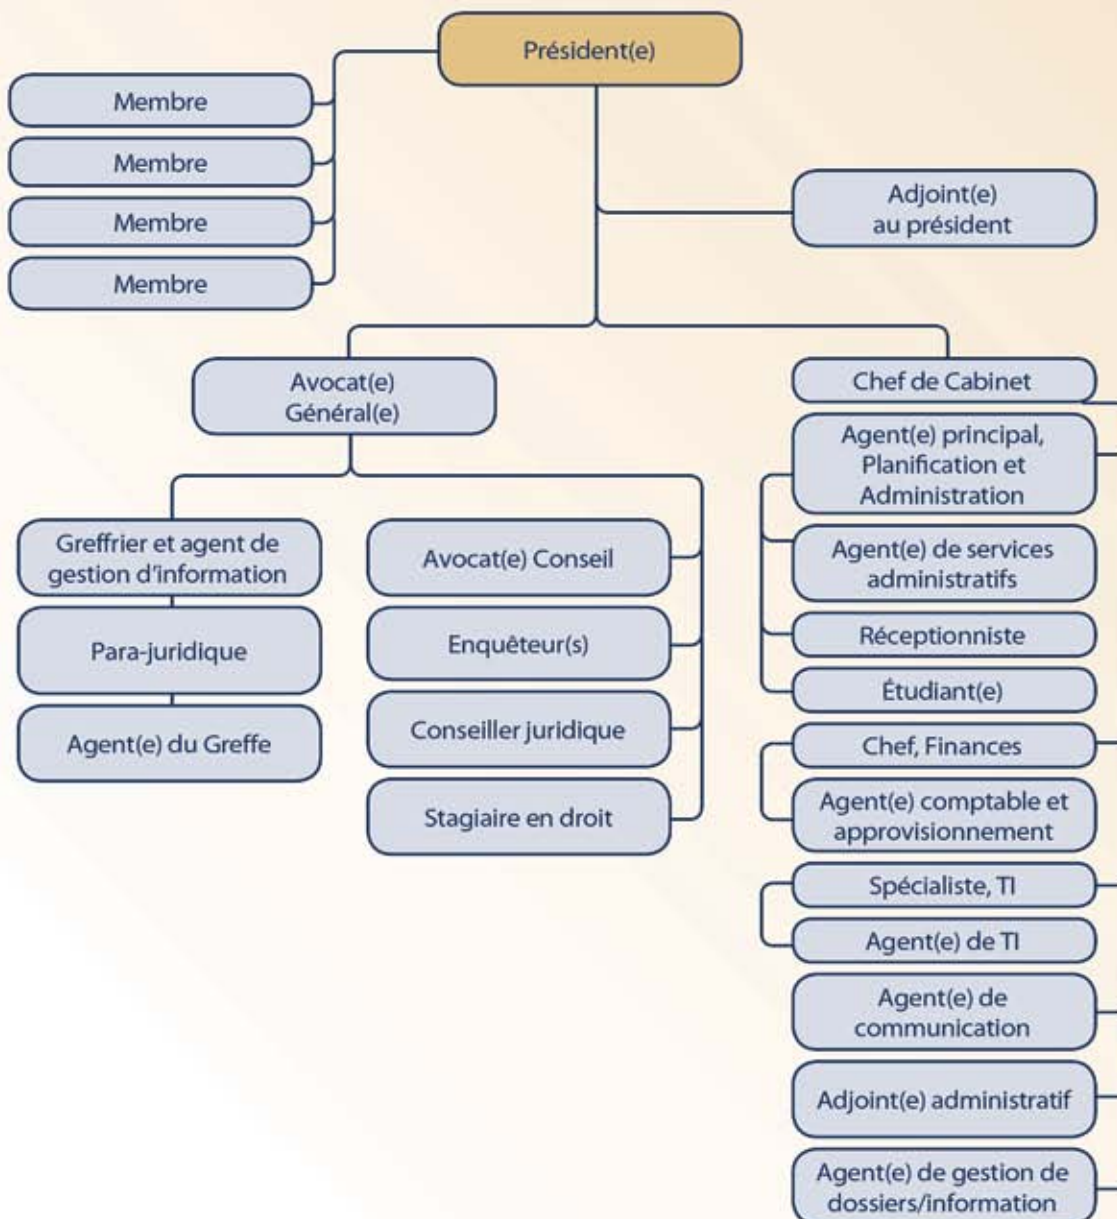 Président(e)
Membre
Membre
Membre
Membre
Adjoint(e)
au président
Avocat(e)
Général(e)
Greffrier et agent de
gestion d'information
Para-juridique
Agent(e) du Greffe
Avocat(e) Conseil
Enquêteur(s)
Conseiller juridique
Stagiaire en droit
Chef de Cabinet
Agent(e) principal,
Planification et
Administration
Agent(e) de services
administratifs
Réceptionniste
Étudiant(e)
Chef, Finances
Agent(e) comptable et
approvisionnement
Spécialiste, TI
Agent(e) de TI
Agent(e) de
communication
Adjoint(e) administratif
Agent(e) de gestion de
dossiers/information